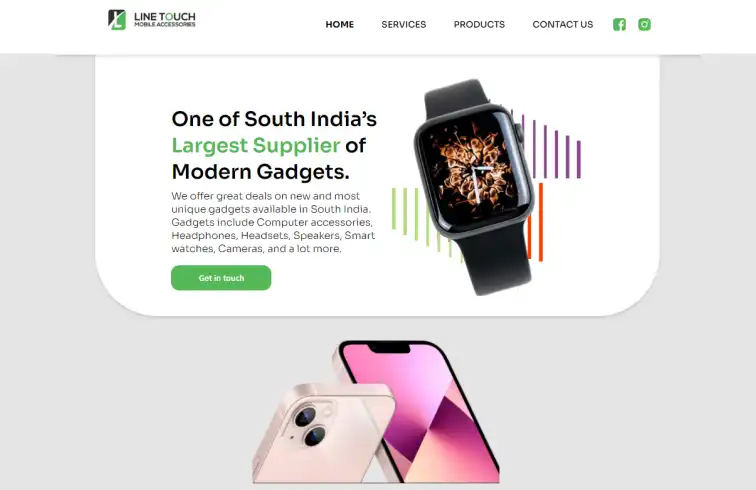 LINE TOUCH
MOBILE ACCESSORIES
HOME
SERVICES
PRODUCTS
CONTACT US
One of South India's
Largest Supplier of
Modern Gadgets.
We offer great deals on new and most
unique gadgets available in South India.
Gadgets include Computer accessories,
Headphones, Headsets, Speakers, Smart
watches, Cameras, and a lot more.
Get in touch